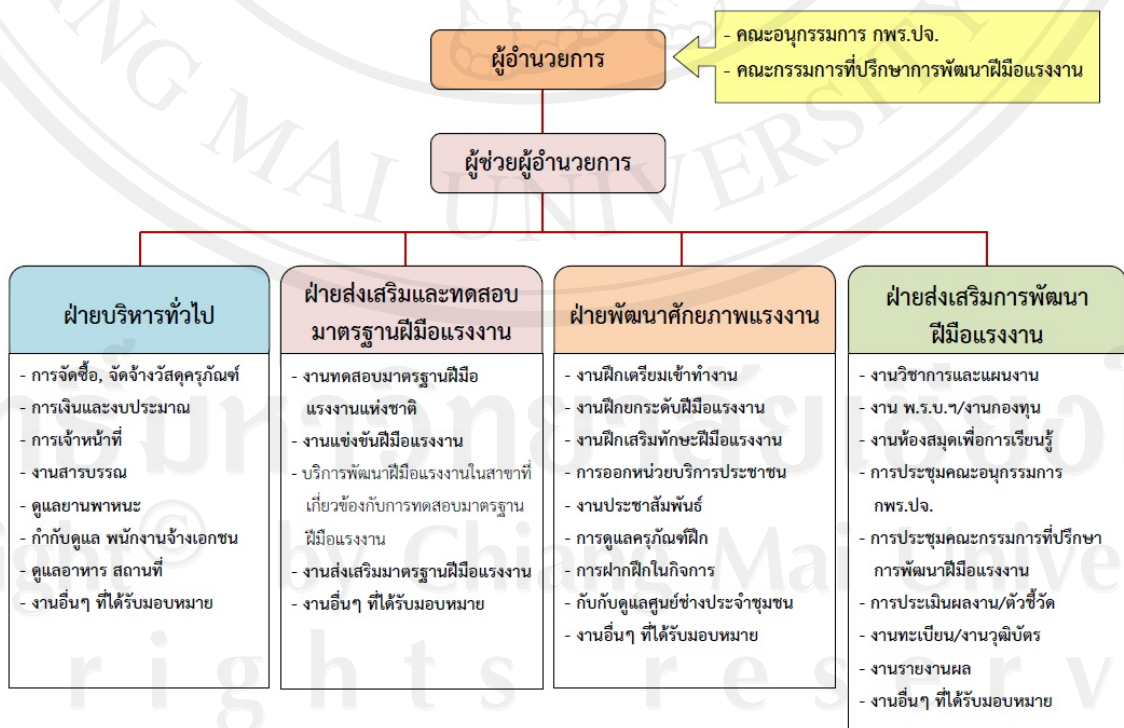 ผู้อำนวยการ
- คณะอนุกรรมการ กพร.ปจ.
- คณะกรรมการที่ปรึกษาการพัฒนาฝีมือแรงงาน
ผู้ช่วยผู้อำนวยการ
ฝ่ายบริหารทั่วไป
- การจัดซื้อ, จัดจ้างวัสดุครุภัณฑ์
- การเงินและงบประมาณ
- การเจ้าหน้าที่
- งานสารบรรณ
- ดูแลยานพาหนะ
- กำกับดูแล พนักงานจ้างเอกชน
- ดูแลอาหาร สถานที่
- งานอื่นๆ ที่ได้รับมอบหมาย
ฝ่ายส่งเสริมและทดสอบ
มาตรฐานฝีมือแรงงาน
- งานทดสอบมาตรฐานฝีมือ
แรงงานแห่งชาติ
- งานแข่งขันฝีมือแรงงาน
- บริการพัฒนาฝีมือแรงงานในสาขาที่
เกี่ยวข้องกับการทดสอบมาตรฐาน
ฝีมือแรงงาน
- งานส่งเสริมมาตรฐานฝีมือแรงงาน
- งานอื่นๆ ที่ได้รับมอบหมาย
ฝ่ายพัฒนาศักยภาพแรงงาน
- งานฝึกเตรียมเข้าทำงาน
- งานฝึกยกระดับฝีมือแรงงาน
- งานฝึกเสริมทักษะฝีมือแรงงาน
- การออกหน่วยบริการประชาชน
- งานประชาสัมพันธ์
- การดูแลครุภัณฑ์ฝึก
- การฝากฝึกในกิจการ
- กับกับดูแลศูนย์ช่างประจำชุมชน
- งานอื่นๆ ที่ได้รับมอบหมาย
ฝ่ายส่งเสริมการพัฒนา
ฝีมือแรงงาน
- งานวิชาการและแผนงาน
- งาน พ.ร.บ.ฯ/งานกองทุน
- งานห้องสมุดเพื่อการเรียนรู้
- การประชุมคณะอนุกรรมการ
กพร.ปจ.
- การประชุมคณะกรรมการที่ปรึกษา
การพัฒนาฝีมือแรงงาน
- การประเมินผลงาน/ตัวชี้วัด
- งานทะเบียน/งานวุฒิบัตร
- งานรายงานผล
- งานอื่นๆ ที่ได้รับมอบหมาย
MAI UNIVERSITY
© by Chiang Mai
rights